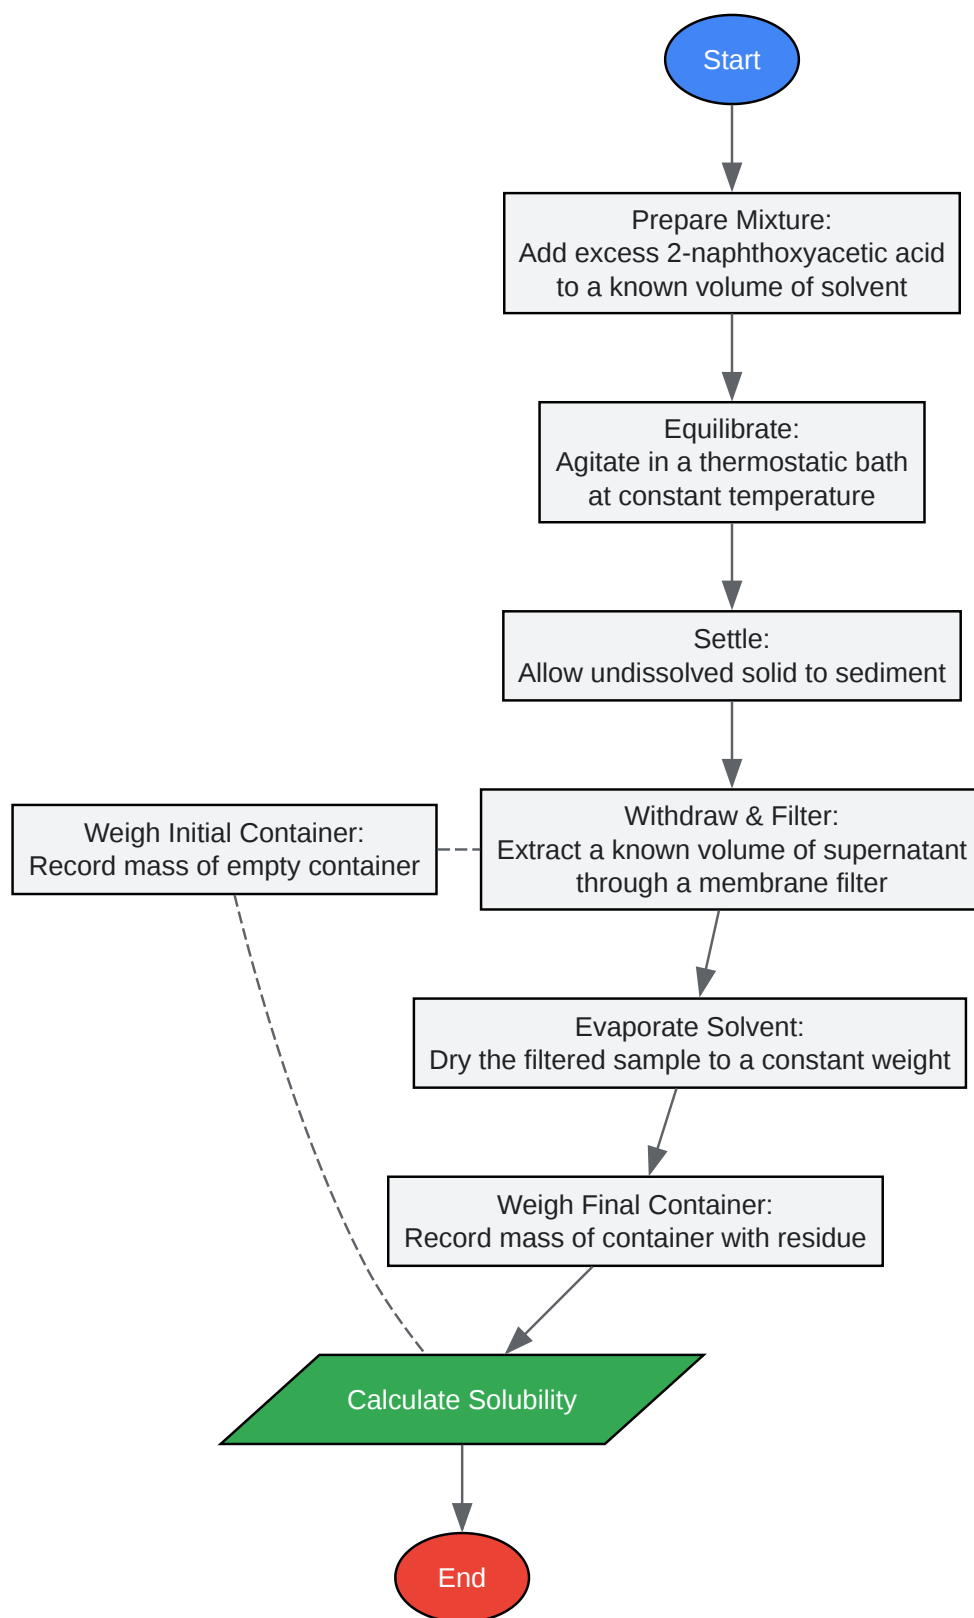 Start
Prepare Mixture:
Add excess 2-naphthoxyacetic acid
to a known volume of solvent
Equilibrate:
Agitate in a thermostatic bath
at constant temperature
Settle:
Allow undissolved solid to sediment
Weigh Initial Container:
Record mass of empty container
Withdraw & Filter:
Extract a known volume of supernatant
through a membrane filter
Evaporate Solvent:
Dry the filtered sample to a constant weight
Weigh Final Container:
Record mass of container with residue
Calculate Solubility
End